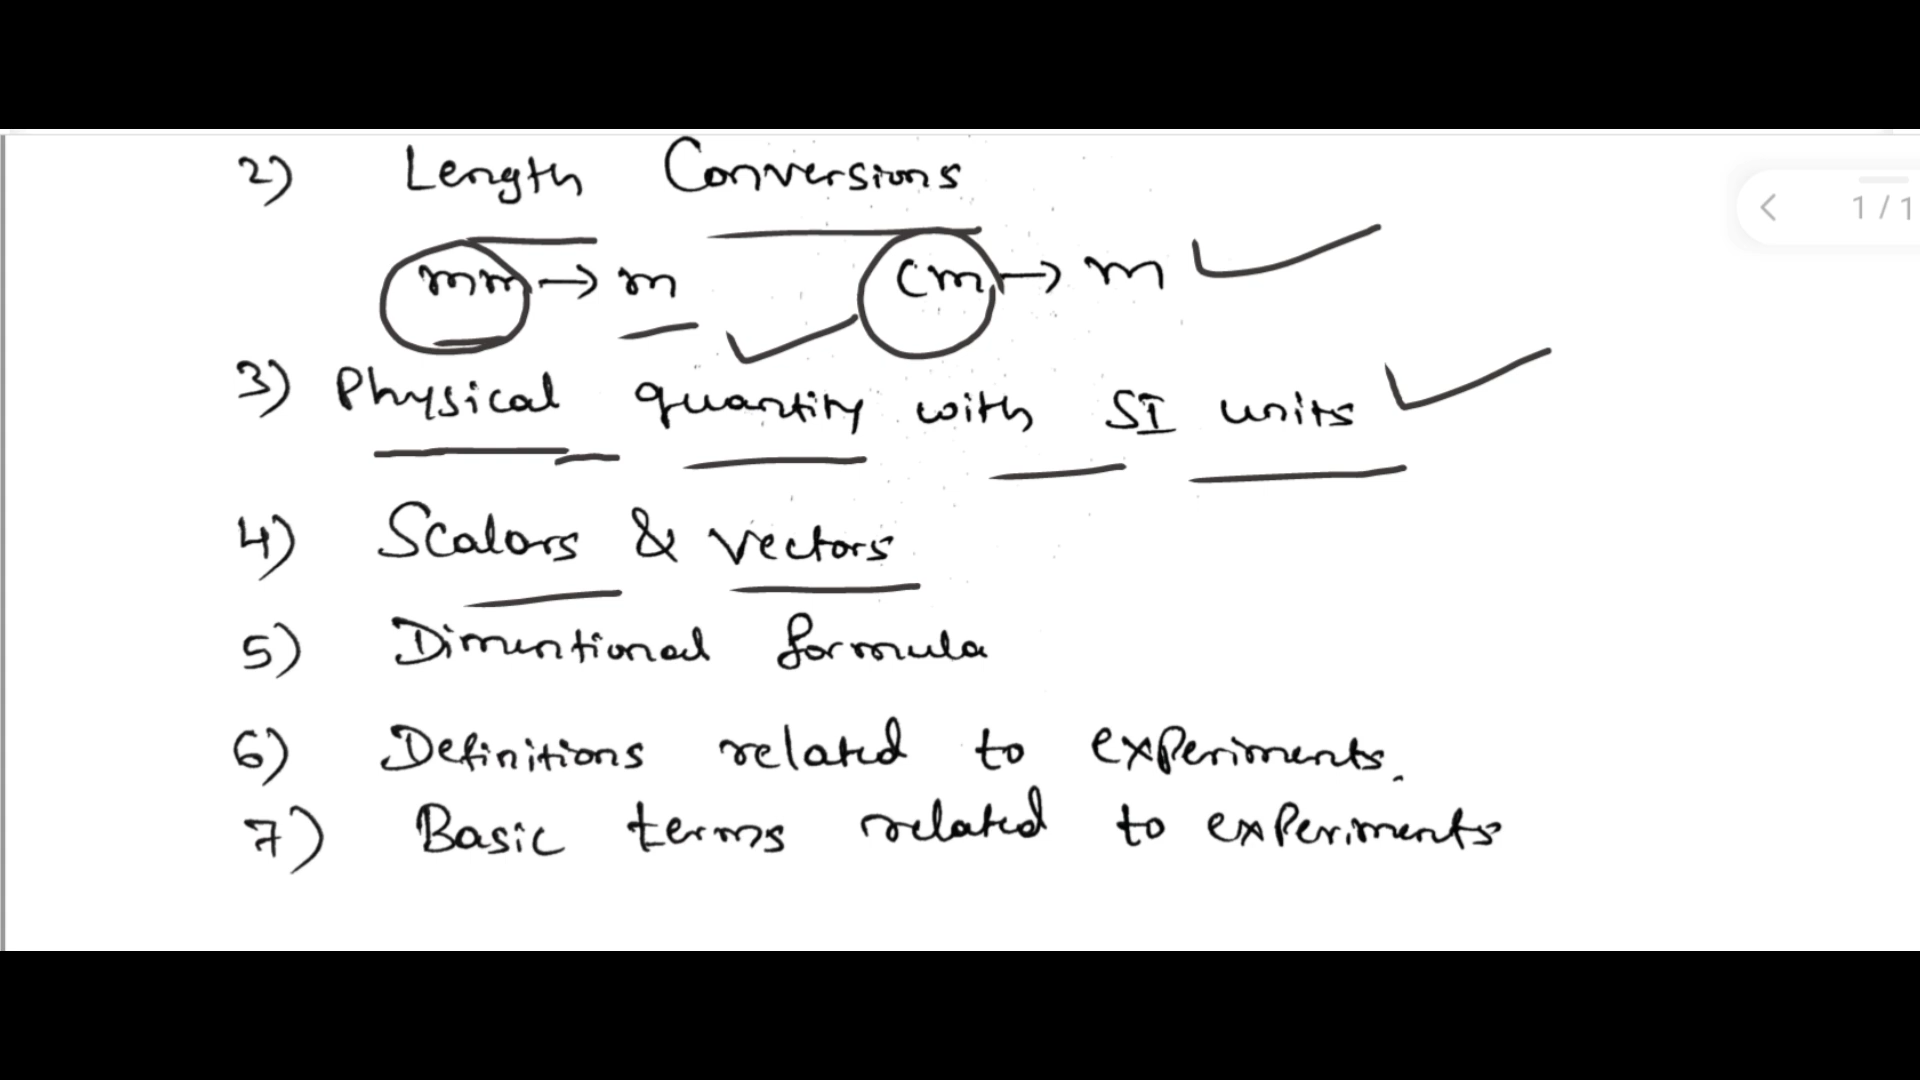 2) Length Conversions
mm → m cm → m
3) Physical quantity with SI units
4) Scalars & vectors
5) Dimentional formula
6) Definitions related to experiments.
7) Basic terms related to experiments
1 / 1